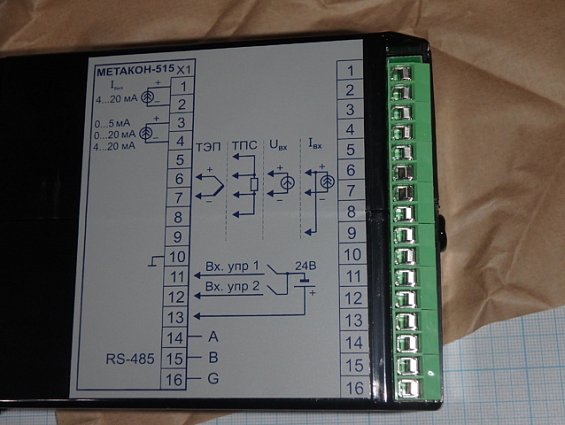 МЕТАКОН-515 X1
Iвых
4...20 мА
+
–
1
2
0...5 мА
0...20 мА
4...20 мА
+
–
3
4
ТЭП ТПС Uвх Iвх
5
6
7
8
9
+
–
+
–
+
–
10
11
12
13
Вх. упр 1
Вх. упр 2
24В
+
RS-485
14 A
15 B
16 G
1
2
3
4
5
6
7
8
9
10
11
12
13
14
15
16